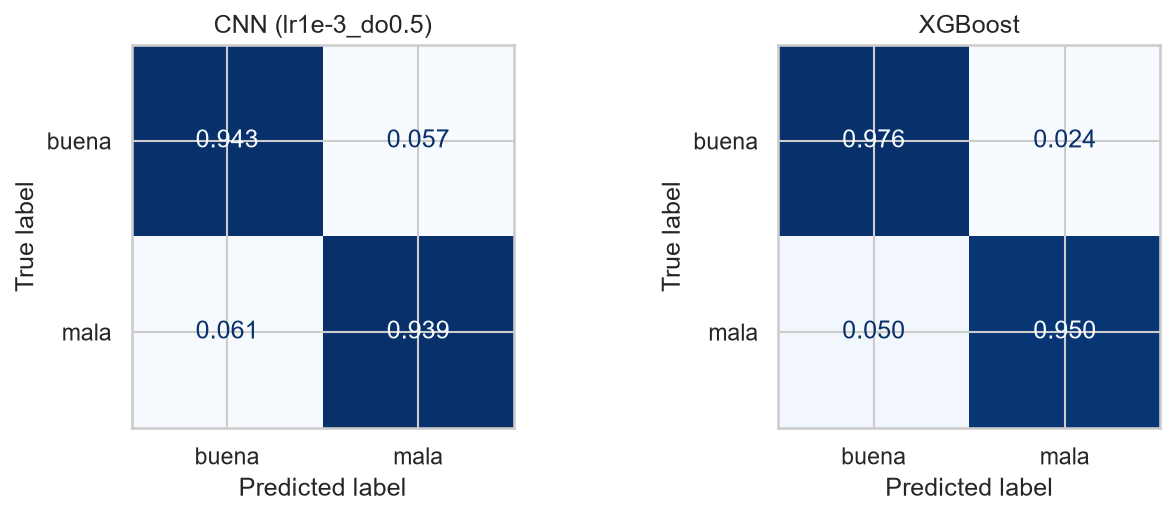 CNN (lr1e-3_do0.5)
True label
buena
0.943
0.057
mala
0.061
0.939
buena
mala
Predicted label
XGBoost
True label
buena
0.976
0.024
mala
0.050
0.950
buena
mala
Predicted label